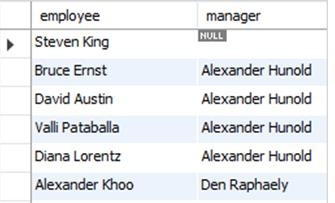 employee manager
Steven King NULL
Bruce Ernst Alexander Hunold
David Austin Alexander Hunold
Valli Pataballa Alexander Hunold
Diana Lorentz Alexander Hunold
Alexander Khoo Den Raphaely